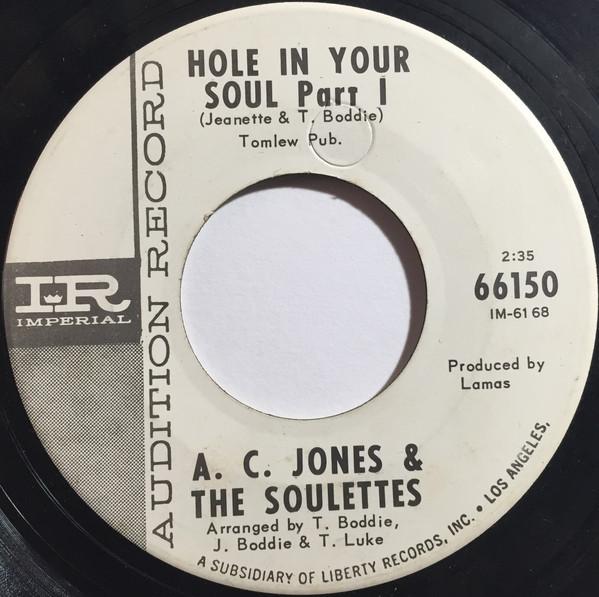 HOLE IN YOUR
SOUL Part I
(Jeanette & T. Boddie)
Tomlew Pub.
AUDITION RECORD
IR
IMPERIAL
2:35
66150
IM-6168
Produced by
Lamas
A. C. JONES &
THE SOULETTES
Arranged by T. Boddie,
J. Boddie & T. Luke
A SUBSIDIARY OF LIBERTY RECORDS, INC. • LOS ANGELES,